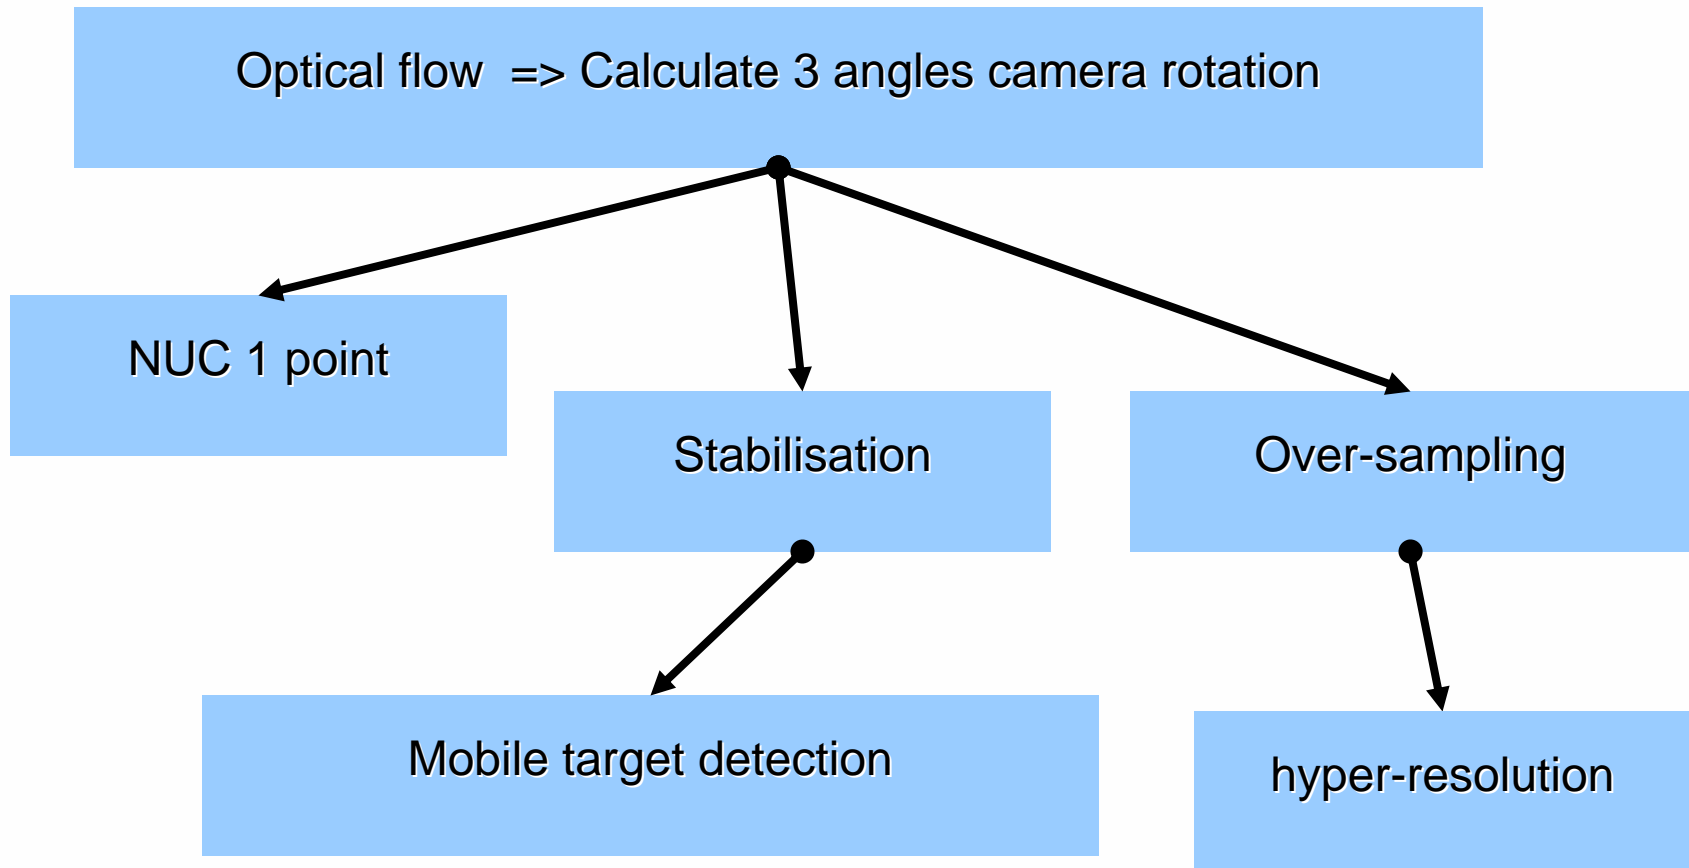 Optical flow => Calculate 3 angles camera rotation
NUC 1 point
Stabilisation
Over-sampling
Mobile target detection
hyper-resolution